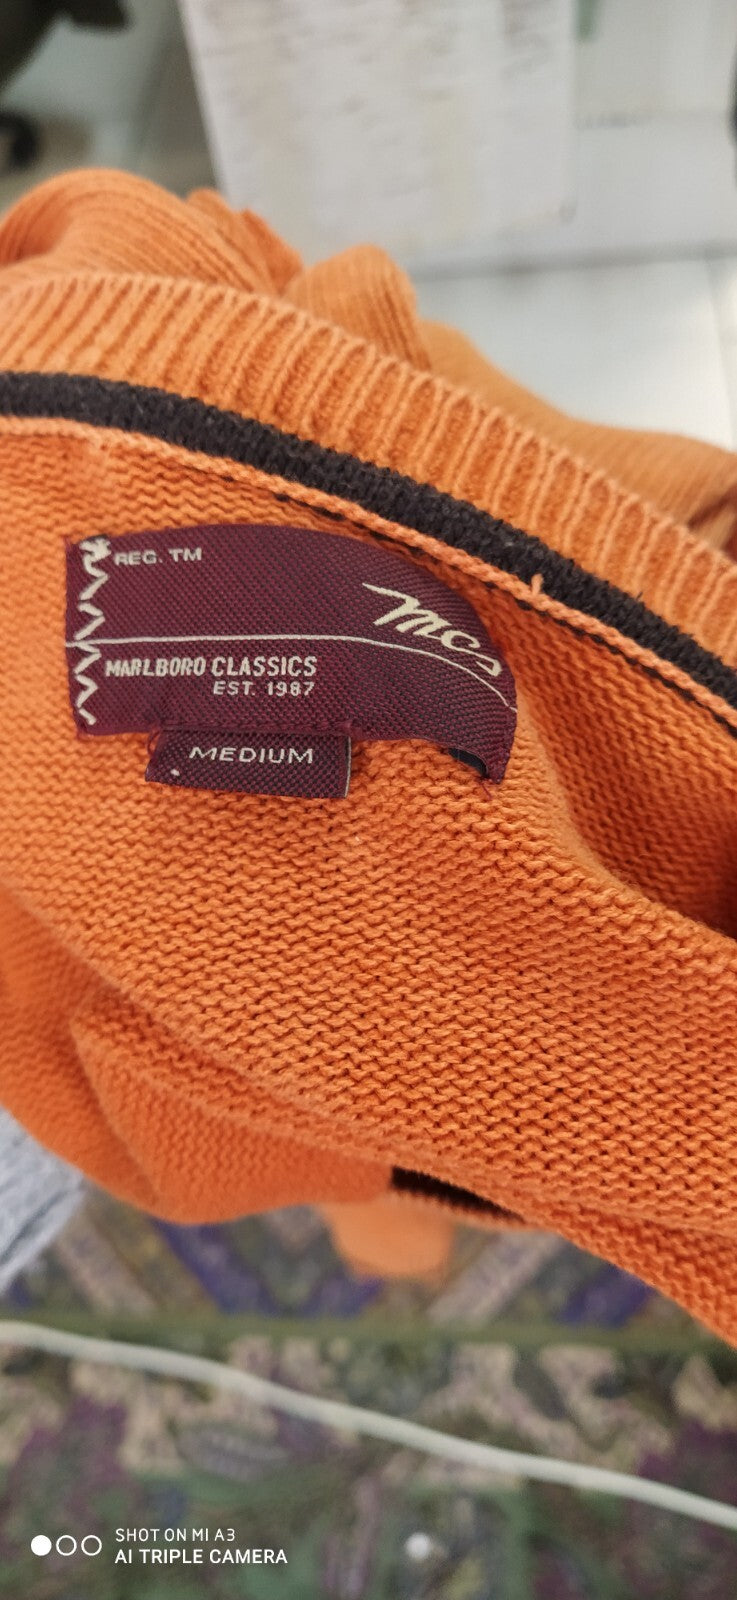 REG. TM
MCS
MARLBORO CLASSICS
EST. 1987
MEDIUM
SHOT ON MI A3
AI TRIPLE CAMERA